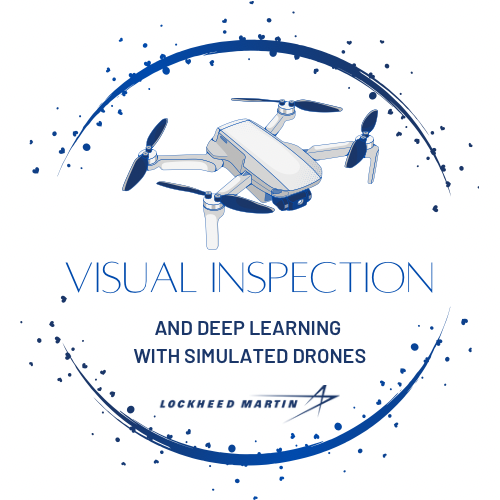 VISUAL INSPECTION
AND DEEP LEARNING
WITH SIMULATED DRONES
LOCKHEED MARTIN